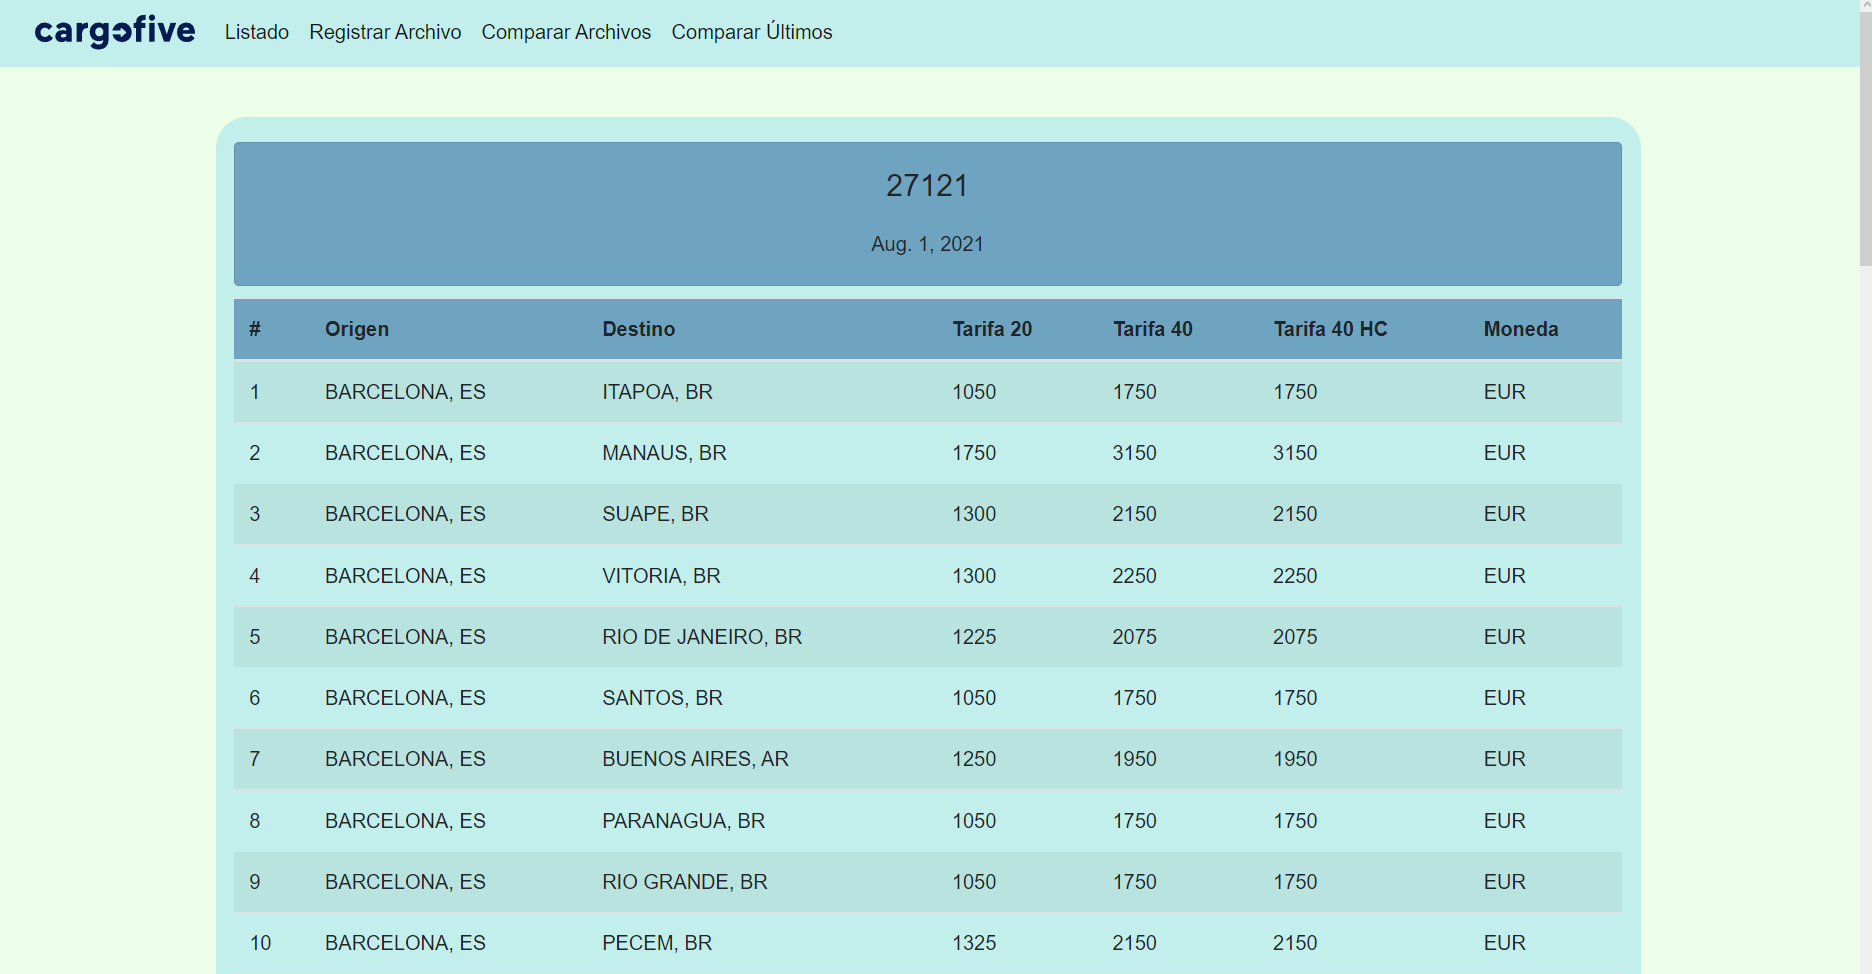 cargofive Listado Registrar Archivo Comparar Archivos Comparar Últimos
27121
Aug. 1, 2021
# Origen Destino Tarifa 20 Tarifa 40 Tarifa 40 HC Moneda
1 BARCELONA, ES ITAPOA, BR 1050 1750 1750 EUR
2 BARCELONA, ES MANAUS, BR 1750 3150 3150 EUR
3 BARCELONA, ES SUAPE, BR 1300 2150 2150 EUR
4 BARCELONA, ES VITORIA, BR 1300 2250 2250 EUR
5 BARCELONA, ES RIO DE JANEIRO, BR 1225 2075 2075 EUR
6 BARCELONA, ES SANTOS, BR 1050 1750 1750 EUR
7 BARCELONA, ES BUENOS AIRES, AR 1250 1950 1950 EUR
8 BARCELONA, ES PARANAGUA, BR 1050 1750 1750 EUR
9 BARCELONA, ES RIO GRANDE, BR 1050 1750 1750 EUR
10 BARCELONA, ES PECEM, BR 1325 2150 2150 EUR